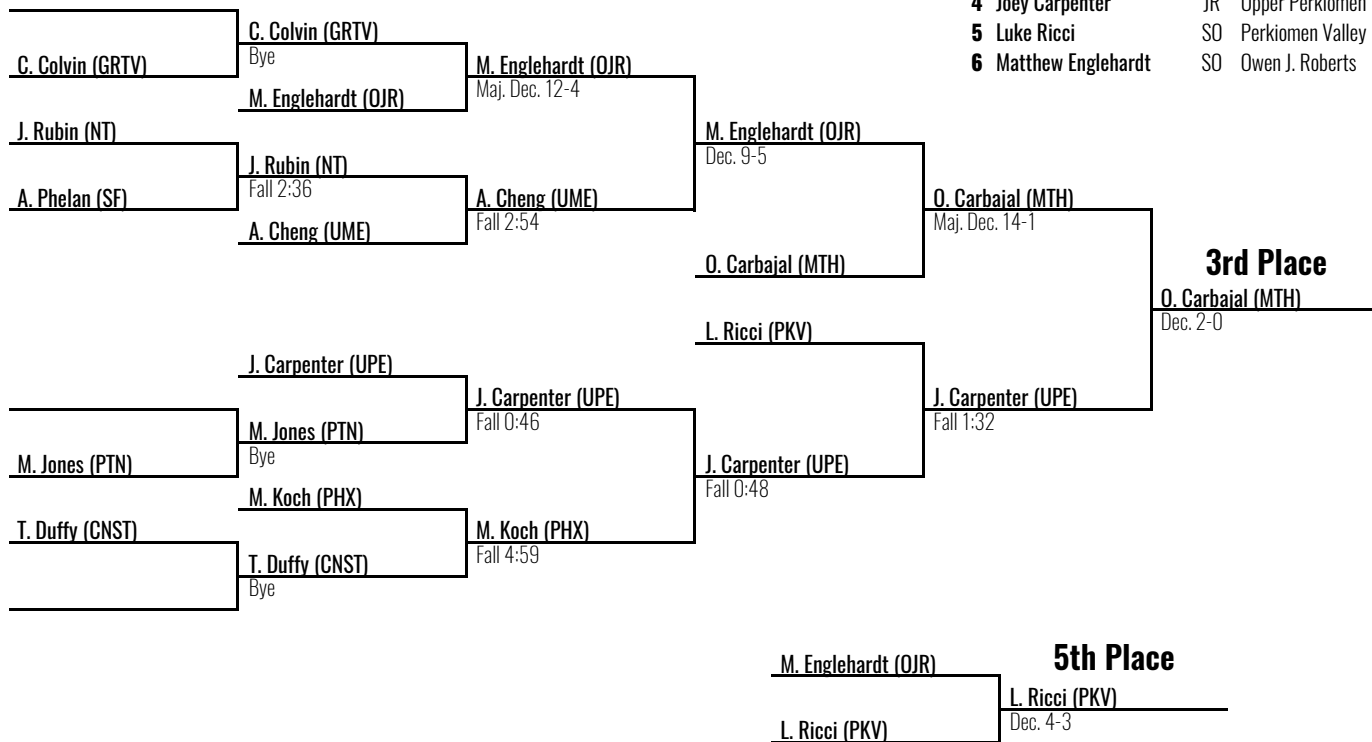 4 Joey Carpenter JR Upper Perkiomen
5 Luke Ricci SO Perkiomen Valley
6 Matthew Englehardt SO Owen J. Roberts
C. Colvin (GRTV)
C. Colvin (GRTV)
Bye
M. Englehardt (OJR)
M. Englehardt (OJR)
Maj. Dec. 12-4
J. Rubin (NT)
A. Phelan (SF)
J. Rubin (NT)
Fall 2:36
A. Cheng (UME)
A. Cheng (UME)
Fall 2:54
M. Englehardt (OJR)
Dec. 9-5
O. Carbajal (MTH)
O. Carbajal (MTH)
Maj. Dec. 14-1
3rd Place
O. Carbajal (MTH)
Dec. 2-0
L. Ricci (PKV)
J. Carpenter (UPE)
J. Carpenter (UPE)
Fall 0:46
M. Jones (PTN)
Bye
M. Jones (PTN)
J. Carpenter (UPE)
Fall 1:32
J. Carpenter (UPE)
Fall 0:48
M. Koch (PHX)
T. Duffy (CNST)
M. Koch (PHX)
Fall 4:59
T. Duffy (CNST)
Bye
5th Place
M. Englehardt (OJR)
L. Ricci (PKV)
Dec. 4-3
L. Ricci (PKV)